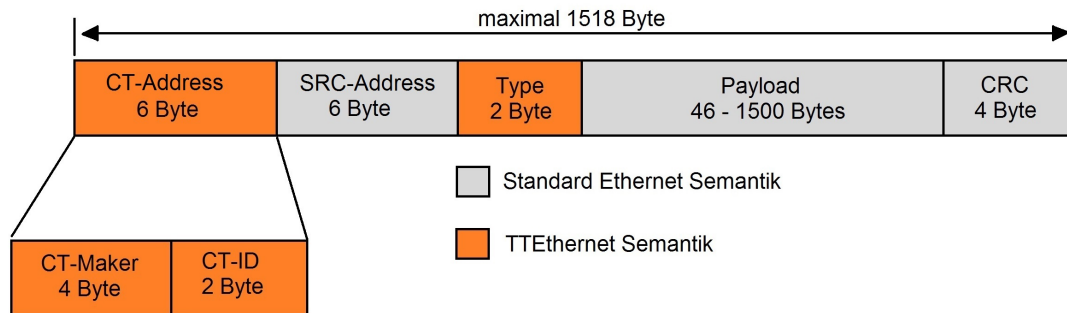 maximal 1518 Byte
CT-Address
6 Byte
SRC-Address
6 Byte
Type
2 Byte
Payload
46 - 1500 Bytes
CRC
4 Byte
Standard Ethernet Semantik
TTEthernet Semantik
CT-Maker
4 Byte
CT-ID
2 Byte